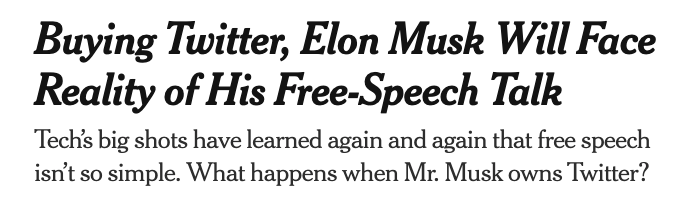 Buying Twitter, Elon Musk Will Face
Reality of His Free-Speech Talk
Tech’s big shots have learned again and again that free speech
isn’t so simple. What happens when Mr. Musk owns Twitter?